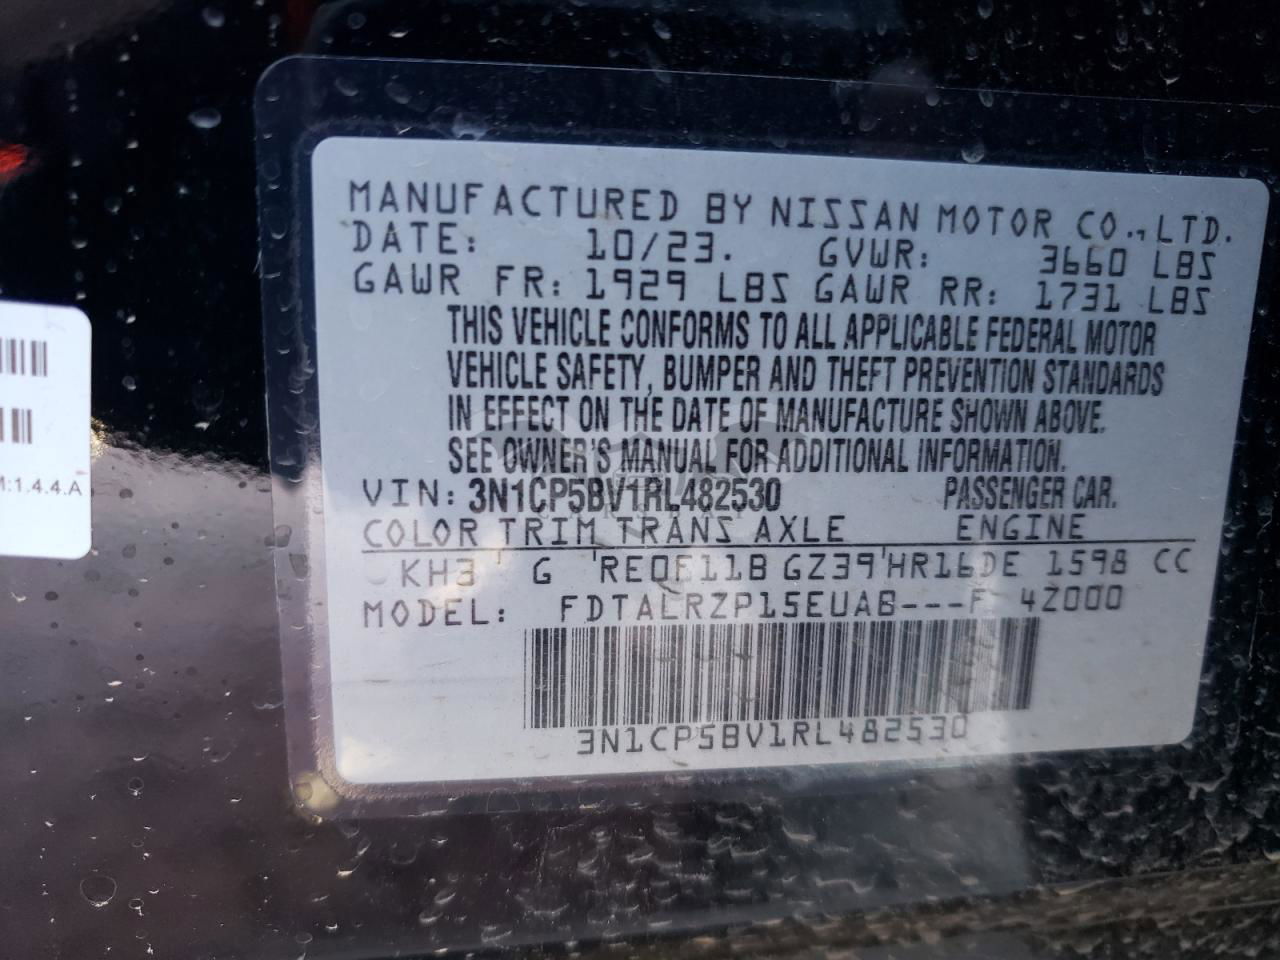 MANUFACTURED BY NISSAN MOTOR CO., LTD.
DATE: 10/23. GVWR: 3660 LBS
GAWR FR: 1929 LBS GAWR RR: 1731 LBS
THIS VEHICLE CONFORMS TO ALL APPLICABLE FEDERAL MOTOR
VEHICLE SAFETY, BUMPER AND THEFT PREVENTION STANDARDS
IN EFFECT ON THE DATE OF MANUFACTURE SHOWN ABOVE.
SEE OWNER'S MANUAL FOR ADDITIONAL INFORMATION.
VIN: 3N1CP5BV1RL482530 PASSENGER CAR.
COLOR TRIM TRANS AXLE ENGINE
KH3 ' G 'RE0F11B GZ39'HR16DE 1598 CC
MODEL: FDTALRZP15EUAB---F 4Z000
3N1CP5BV1RL482530
M:1.4.4.A